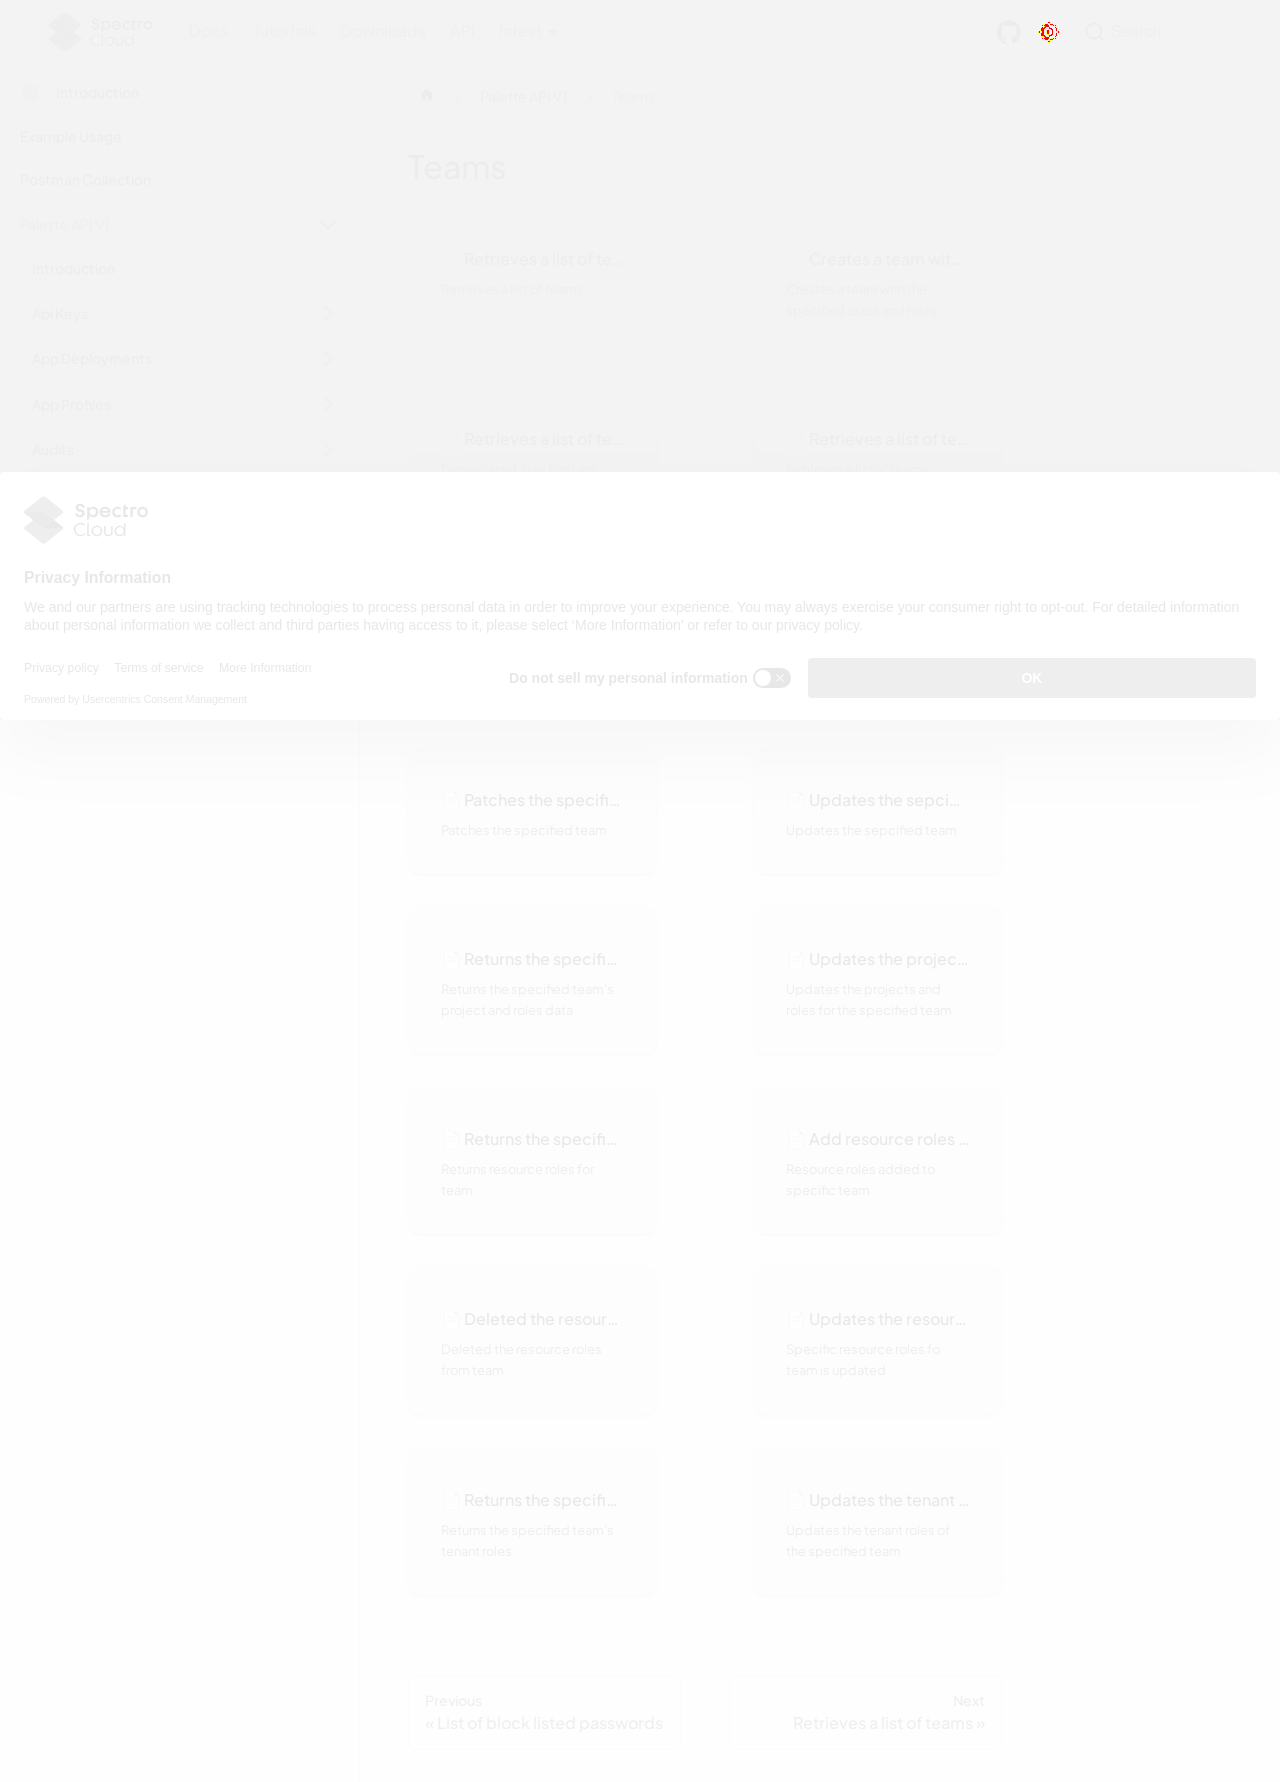 Spectro
Cloud
Docs
Tutorials
Downloads
API
latest
Search
Introduction
Example Usage
Postman Collection
Palette API V1
Introduction
Api Keys
App Deployments
App Profiles
Audits
Palette API V1
Teams
Teams
Retrieves a list of te...
Retrieves a list of teams
Creates a team wit...
Creates a team with the
specified users and roles
Retrieves a list of te...
Retrieves a list of te...
Spectro
Cloud
Privacy Information
We and our partners are using tracking technologies to process personal data in order to improve your experience. You may always exercise your consumer right to opt-out. For detailed information
about personal information we collect and third parties having access to it, please select 'More Information' or refer to our privacy policy.
Privacy policy
Terms of service
More Information
Do not sell my personal information
OK
Powered by Usercentrics Consent Management
Patches the specifi...
Patches the specified team
Updates the sepci...
Updates the sepcified team
Returns the specifi...
Returns the specified team's
project and roles data
Updates the projec...
Updates the projects and
roles for the specified team
Returns the specifi...
Returns resource roles for
team
Add resource roles ...
Resource roles added to
specific team
Deleted the resour...
Deleted the resource roles
from team
Updates the resour...
Specific resource roles fo
team is updated
Returns the specifi...
Returns the specified team's
tenant roles
Updates the tenant ...
Updates the tenant roles of
the specified team
Previous
« List of block listed passwords
Next
Retrieves a list of teams »